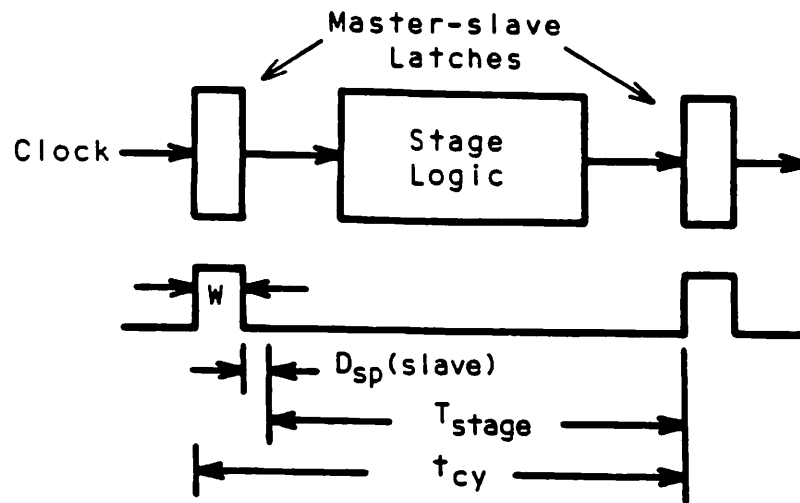 Master-slave
Latches
Clock
Stage
Logic
W
Dsp(slave)
Tstage
tcy